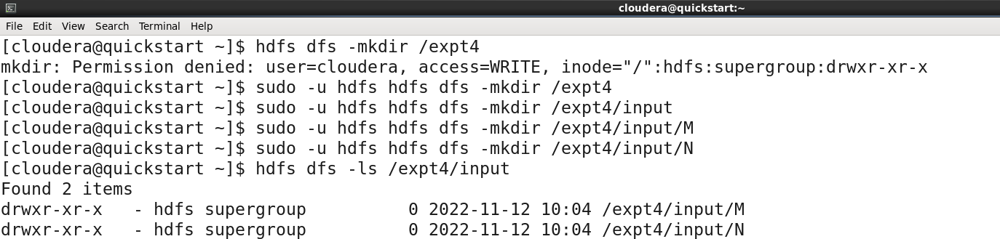 cloudera@quickstart:~
File Edit View Search Terminal Help
[cloudera@quickstart ~]$ hdfs dfs -mkdir /expt4
mkdir: Permission denied: user=cloudera, access=WRITE, inode="/":hdfs:supergroup:drwxr-xr-x
[cloudera@quickstart ~]$ sudo -u hdfs hdfs dfs -mkdir /expt4
[cloudera@quickstart ~]$ sudo -u hdfs hdfs dfs -mkdir /expt4/input
[cloudera@quickstart ~]$ sudo -u hdfs hdfs dfs -mkdir /expt4/input/M
[cloudera@quickstart ~]$ sudo -u hdfs hdfs dfs -mkdir /expt4/input/N
[cloudera@quickstart ~]$ hdfs dfs -ls /expt4/input
Found 2 items
drwxr-xr-x   - hdfs supergroup          0 2022-11-12 10:04 /expt4/input/M
drwxr-xr-x   - hdfs supergroup          0 2022-11-12 10:04 /expt4/input/N